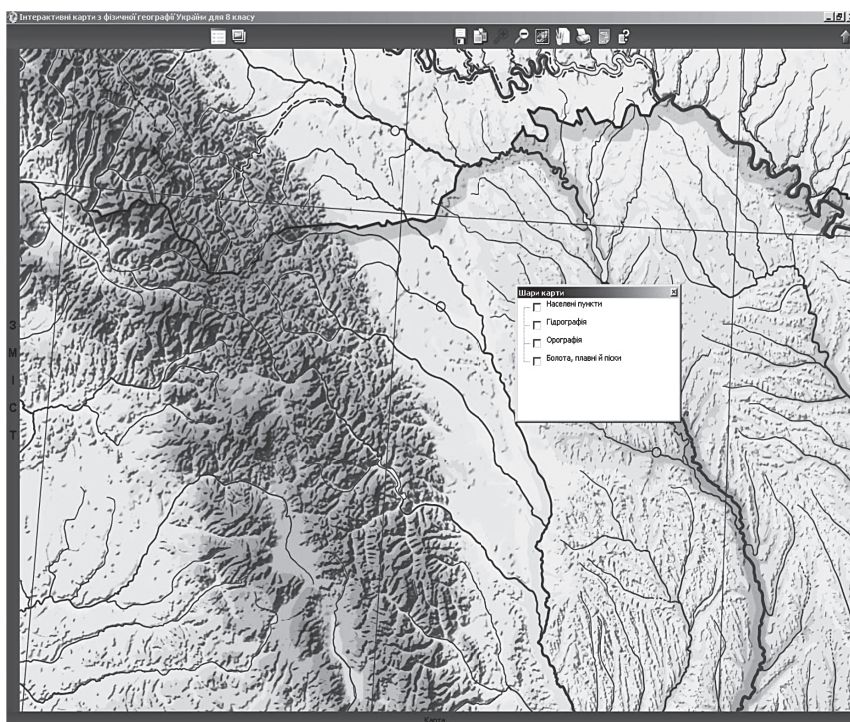 Інтерактивні карти з фізичної географії України для 8 класу
Шари карти
Населені пункти
Гідрографія
Орографія
Болота, плавні й піски
З
М
І
С
Т
Карта